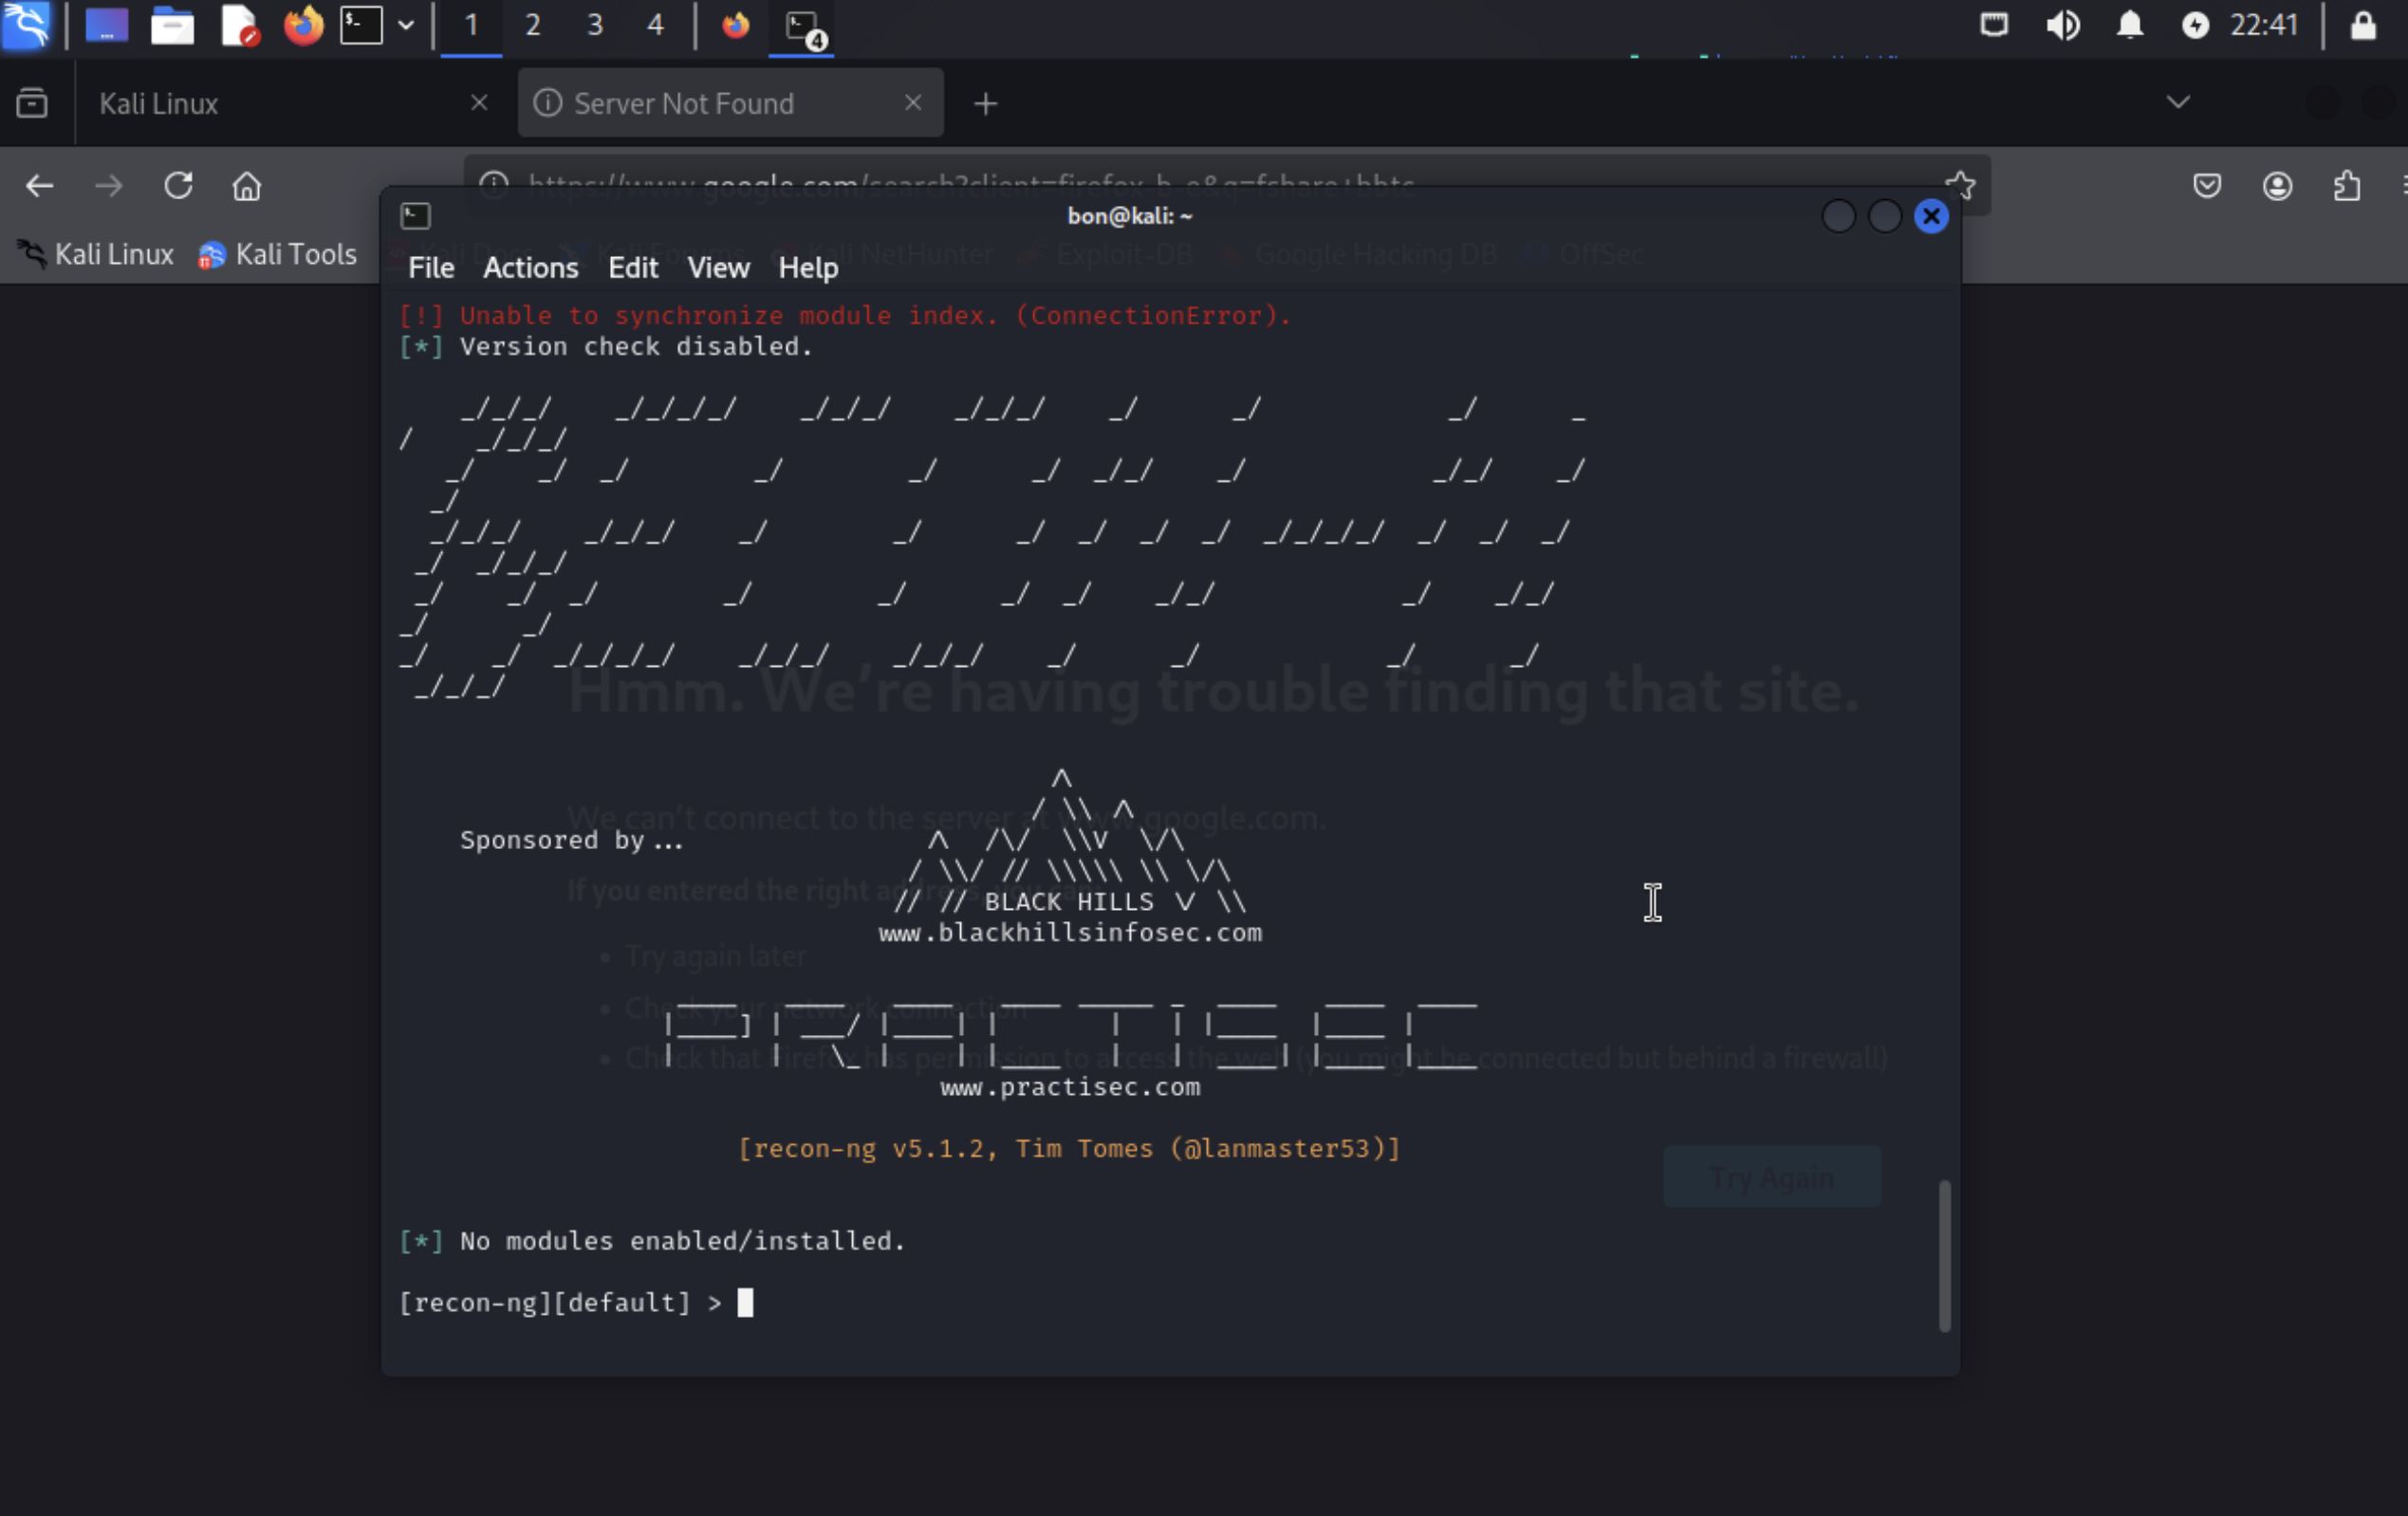 1 2 3 4 4 22:41
Kali Linux Server Not Found
https://www.google.com/search?client=firefox-b-e&q=fshare+bbtc
bon@kali: ~
Kali Linux Kali Tools Kali Docs Kali Forums Kali NetHunter Exploit-DB Google Hacking DB OffSec
File Actions Edit View Help
[!] Unable to synchronize module index. (ConnectionError).
[*] Version check disabled.
Hmm. We're having trouble finding that site.
We can't connect to the server at www.google.com.
Sponsored by...
If you entered the right address, you can:
BLACK HILLS
www.blackhillsinfosec.com
Try again later
Check your network connection
PRACTISEC
Check that Firefox has permission to access the web (you might be connected but behind a firewall)
www.practisec.com
[recon-ng v5.1.2, Tim Tomes (@lanmaster53)]
Try Again
[*] No modules enabled/installed.
[recon-ng][default] >